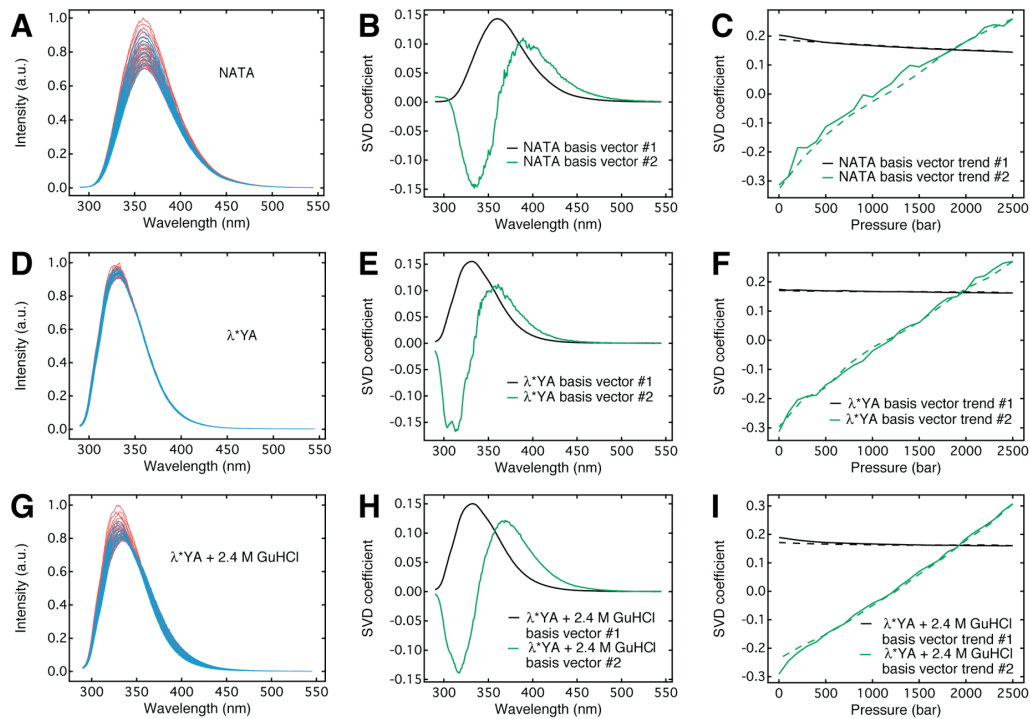 A
Intensity (a.u.)
1.0
0.8
0.6
0.4
0.2
0.0
NATA
300 350 400 450 500 550
Wavelength (nm)
B
SVD coefficient
0.15
0.10
0.05
0.00
-0.05
-0.10
-0.15
NATA basis vector #1
NATA basis vector #2
300 350 400 450 500 550
Wavelength (nm)
C
SVD coefficient
0.2
0.0
-0.2
-0.3
NATA basis vector trend #1
NATA basis vector trend #2
0 500 1000 1500 2000 2500
Pressure (bar)
D
Intensity (a.u.)
1.0
0.8
0.6
0.4
0.2
0.0
λ*YA
300 350 400 450 500 550
Wavelength (nm)
E
SVD coefficient
0.15
0.10
0.05
0.00
-0.05
-0.10
-0.15
λ*YA basis vector #1
λ*YA basis vector #2
300 350 400 450 500 550
Wavelength (nm)
F
SVD coefficient
0.2
0.0
-0.2
-0.3
λ*YA basis vector trend #1
λ*YA basis vector trend #2
0 500 1000 1500 2000 2500
Pressure (bar)
G
Intensity (a.u.)
1.0
0.8
0.6
0.4
0.2
0.0
λ*YA + 2.4 M GuHCl
300 350 400 450 500 550
Wavelength (nm)
H
SVD coefficient
0.15
0.10
0.05
0.00
-0.05
-0.10
-0.15
λ*YA + 2.4 M GuHCl
basis vector #1
λ*YA + 2.4 M GuHCl
basis vector #2
300 350 400 450 500 550
Wavelength (nm)
I
SVD coefficient
0.3
0.2
0.0
-0.2
-0.3
λ*YA + 2.4 M GuHCl
basis vector trend #1
λ*YA + 2.4 M GuHCl
basis vector trend #2
0 500 1000 1500 2000 2500
Pressure (bar)